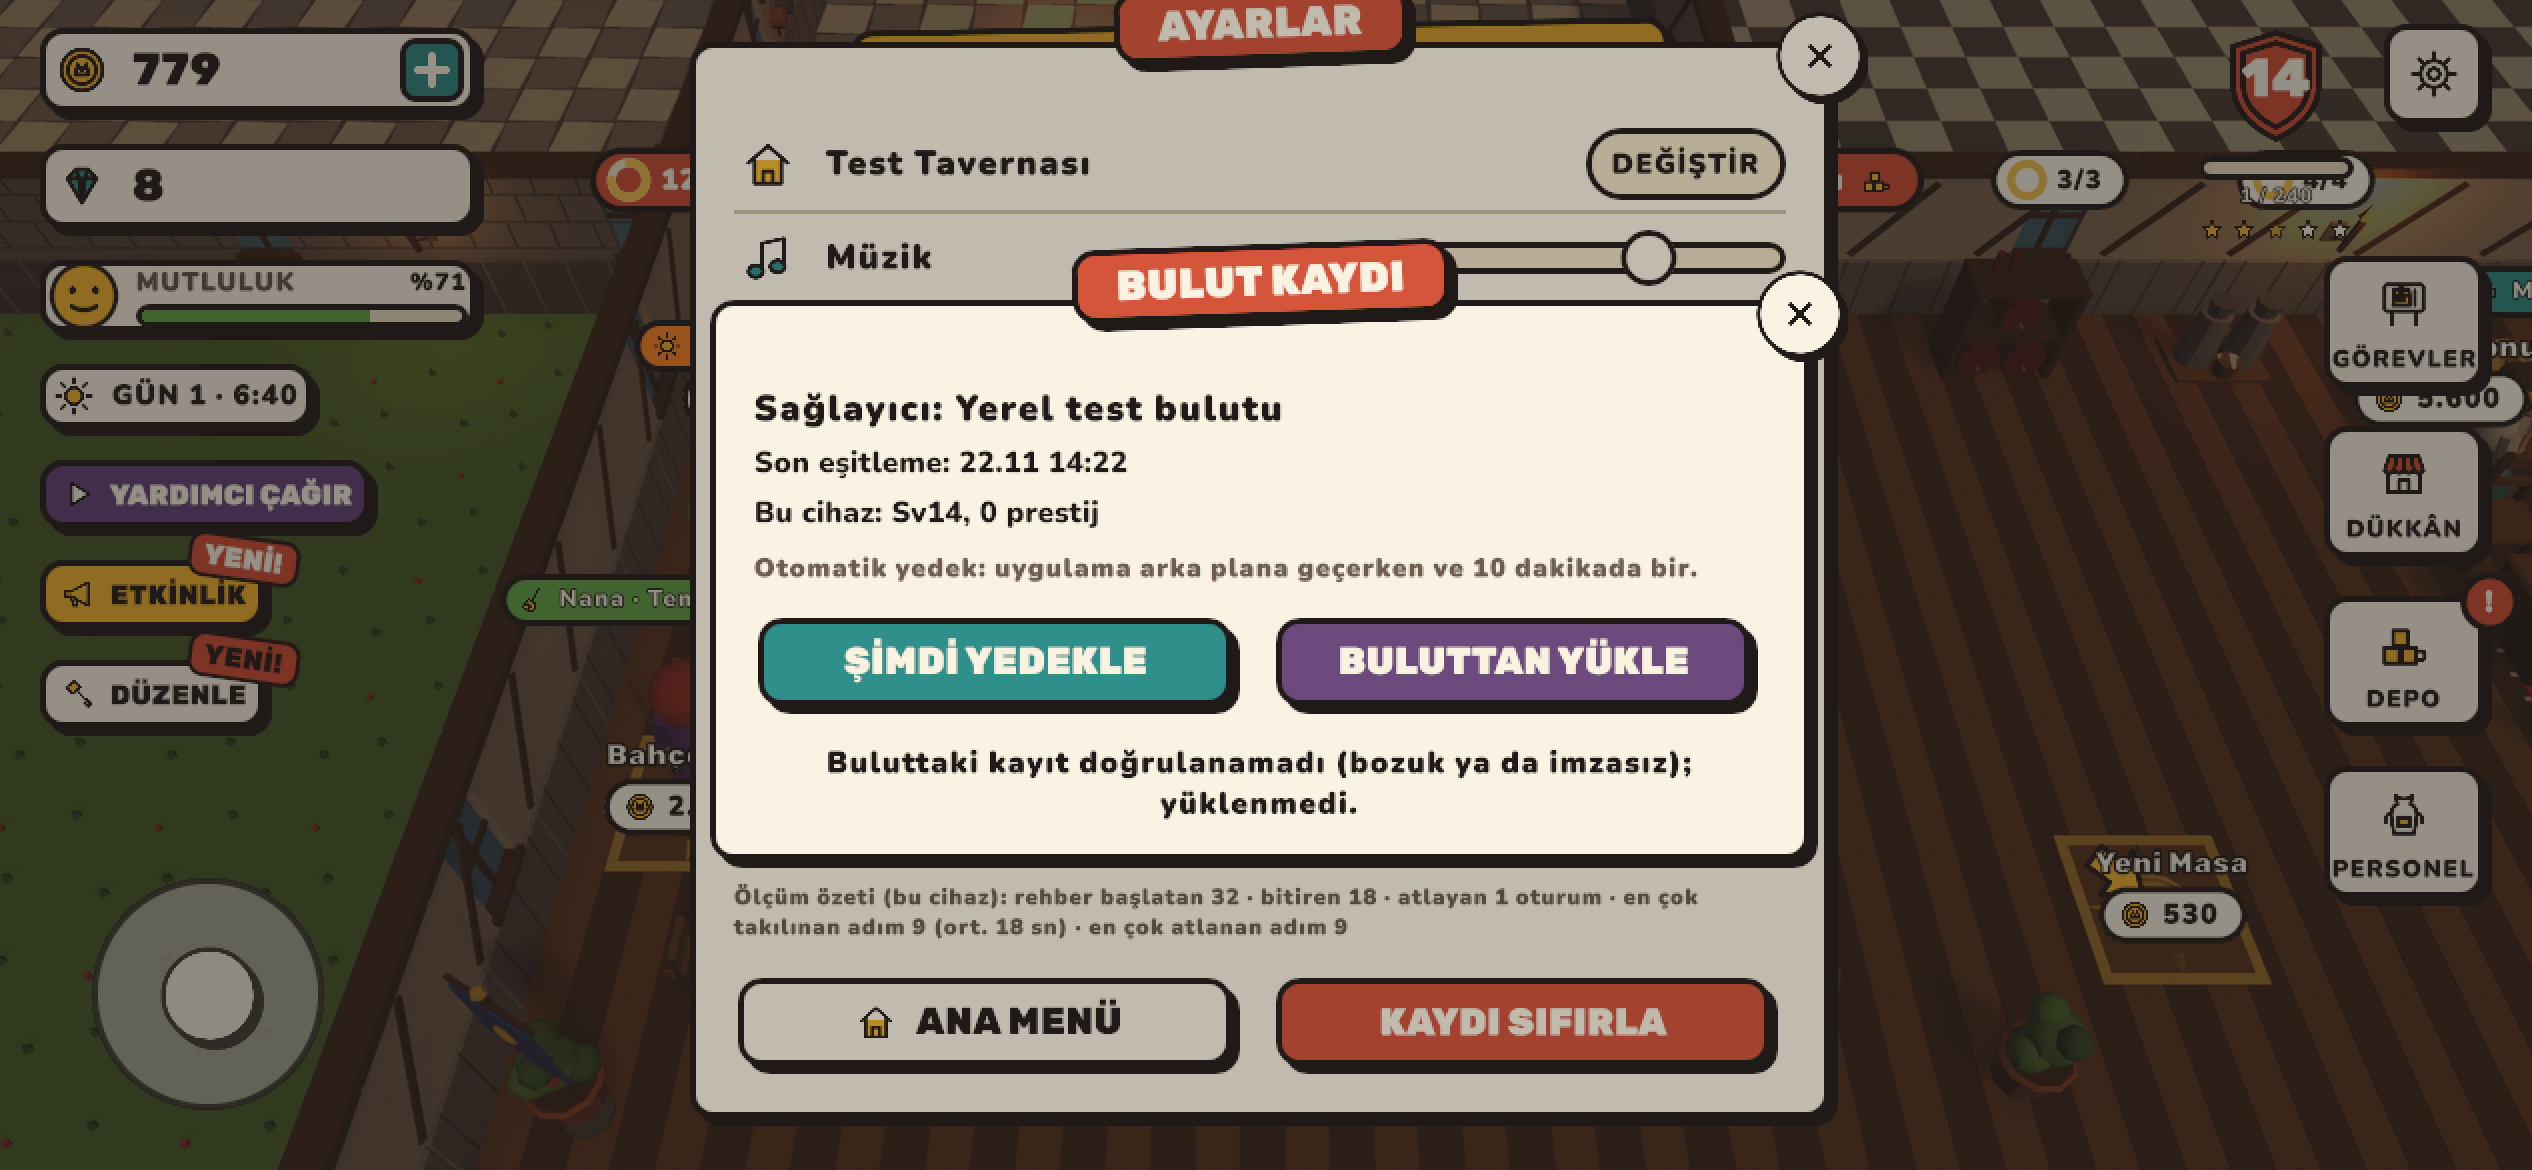 AYARLAR
779
8
MUTLULUK %71
GÜN 1 · 6:40
YARDIMCI ÇAĞIR
YENİ!
ETKİNLİK
YENİ!
DÜZENLE
Test Tavernası
DEĞİŞTİR
Müzik
BULUT KAYDI
Sağlayıcı: Yerel test bulutu
Son eşitleme: 22.11 14:22
Bu cihaz: Sv14, 0 prestij
Otomatik yedek: uygulama arka plana geçerken ve 10 dakikada bir.
ŞİMDİ YEDEKLE
BULUTTAN YÜKLE
Buluttaki kayıt doğrulanamadı (bozuk ya da imzasız);
yüklenmedi.
Ölçüm özeti (bu cihaz): rehber başlatan 32 · bitiren 18 · atlayan 1 oturum · en çok
takılınan adım 9 (ort. 18 sn) · en çok atlanan adım 9
ANA MENÜ
KAYDI SIFIRLA
Nana
14
3/3
1 / 240
GÖREVLER
5.600
DÜKKÂN
!
DEPO
PERSONEL
Yeni Masa
530